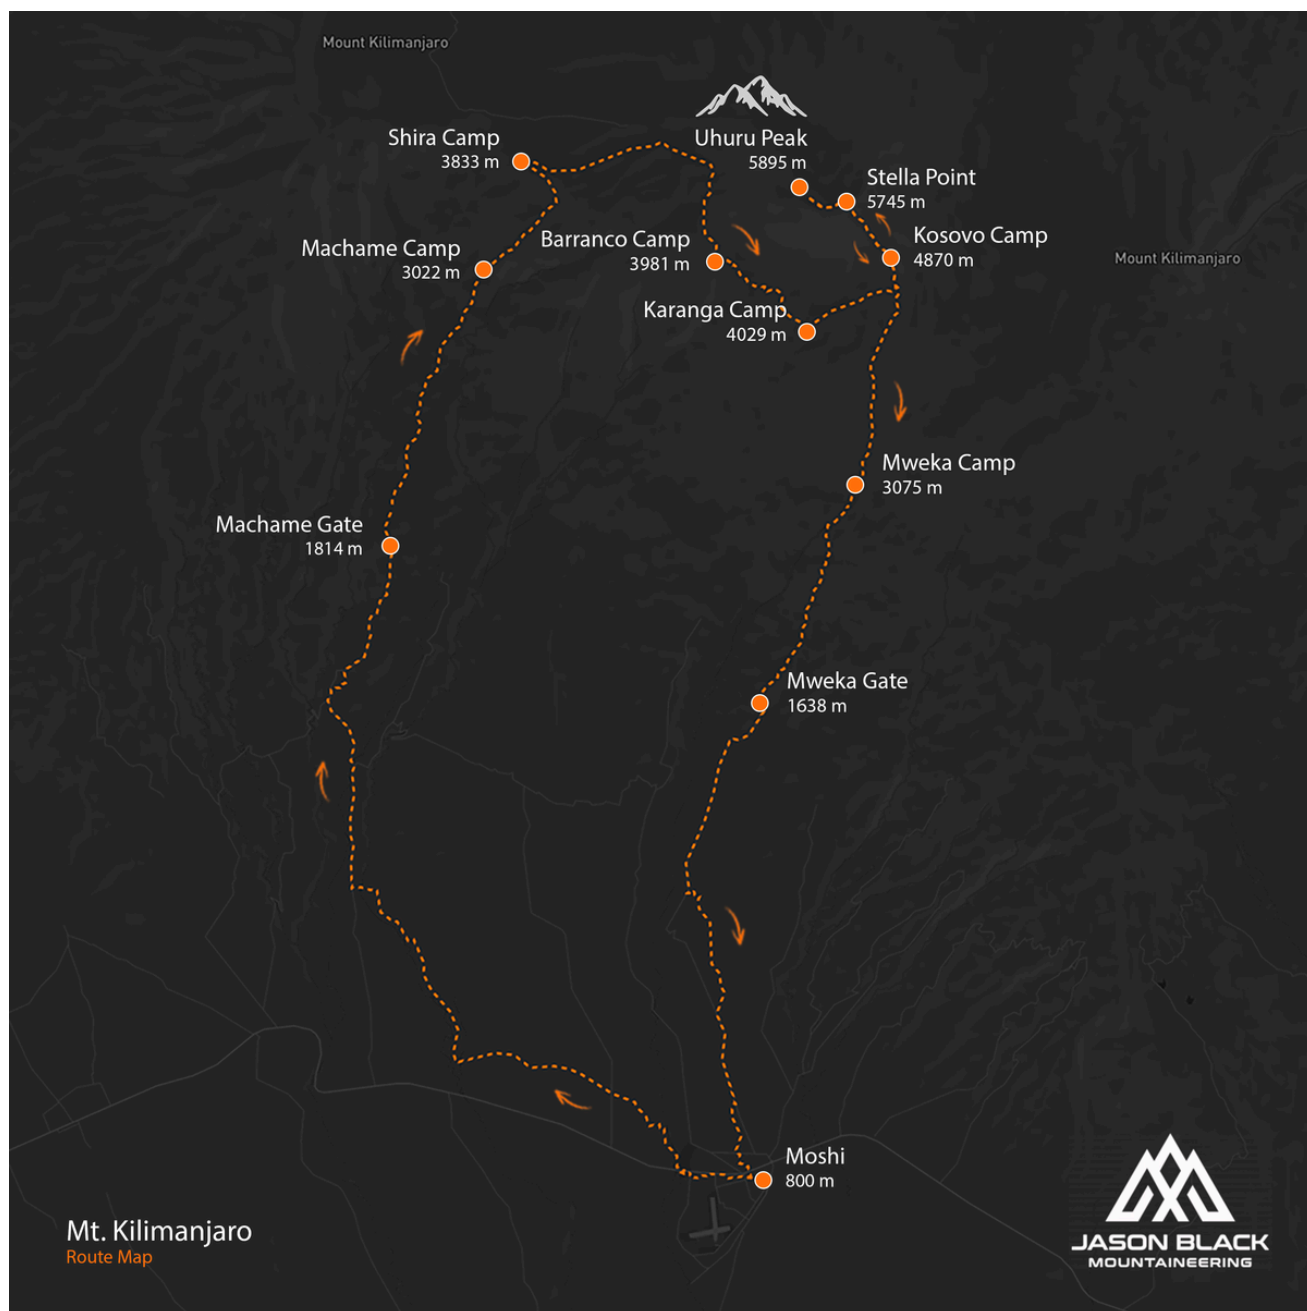 Mount Kilimanjaro
Shira Camp
3833 m
Uhuru Peak
5895 m
Stella Point
5745 m
Machame Camp
3022 m
Barranco Camp
3981 m
Kosovo Camp
4870 m
Mount Kilimanjaro
Karanga Camp
4029 m
Mweka Camp
3075 m
Machame Gate
1814 m
Mweka Gate
1638 m
Moshi
800 m
Mt. Kilimanjaro
Route Map
JASON BLACK
MOUNTAINEERING